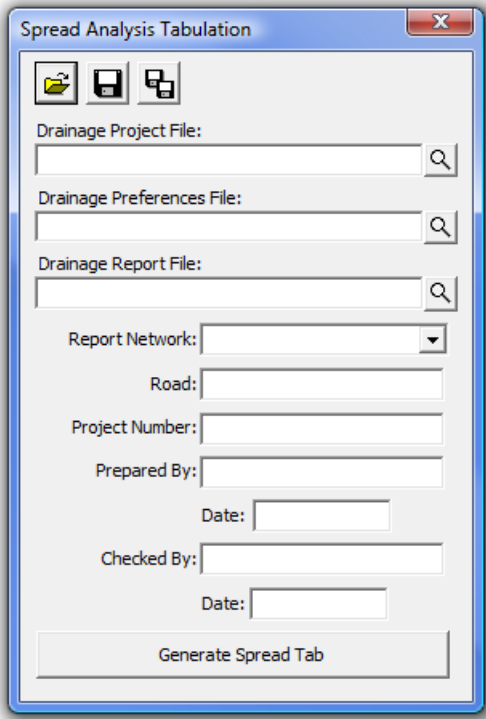 Spread Analysis Tabulation
Drainage Project File:
Drainage Preferences File:
Drainage Report File:
Report Network:
Road:
Project Number:
Prepared By:
Date:
Checked By:
Date:
Generate Spread Tab